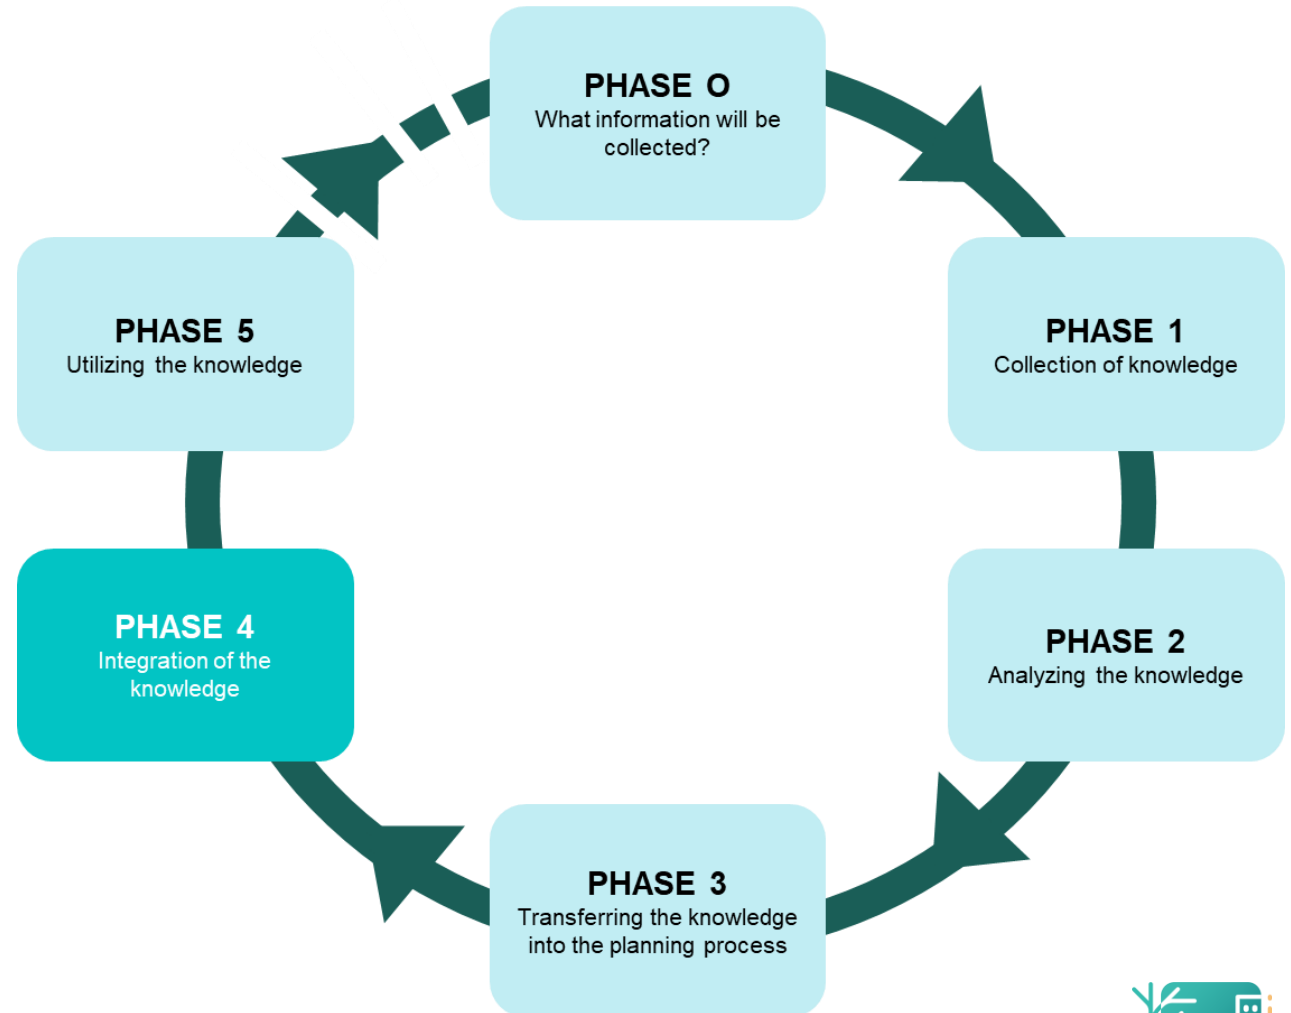 PHASE O
What information will be
collected?
PHASE 1
Collection of knowledge
PHASE 2
Analyzing the knowledge
PHASE 3
Transferring the knowledge
into the planning process
PHASE 4
Integration of the
knowledge
PHASE 5
Utilizing the knowledge